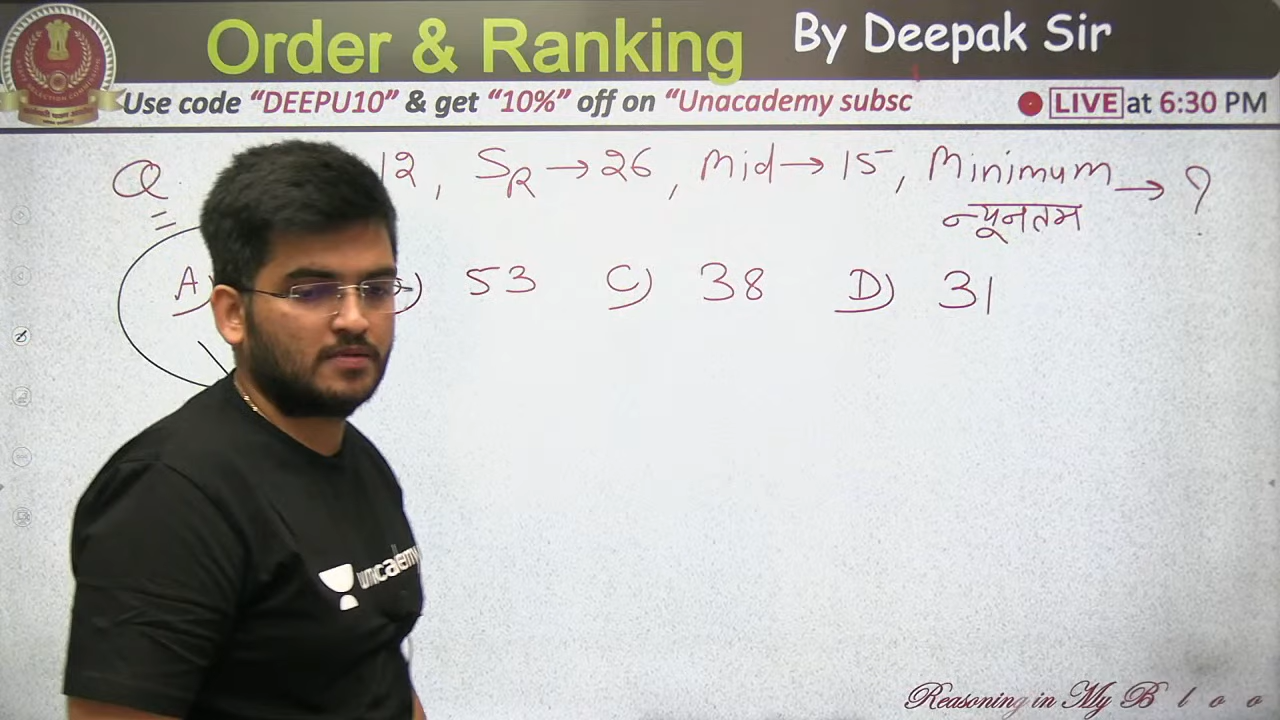 Order & Ranking By Deepak Sir
Use code “DEEPU10” & get “10%” off on “Unacademy subsc LIVE at 6:30 PM
Q 12, SR → 26, Mid → 15, Minimum → ?
न्यूनतम
A) ) 53 C) 38 D) 31
unacademy
Reasoning in My B l o o